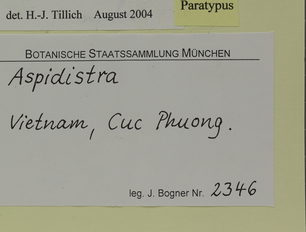 det. H.-J. Tillich August 2004
Paratypus
BOTANISCHE STAATSSAMMLUNG MÜNCHEN
Aspidistra
Vietnam, Cuc Phuong.
leg. J. Bogner Nr. 2346